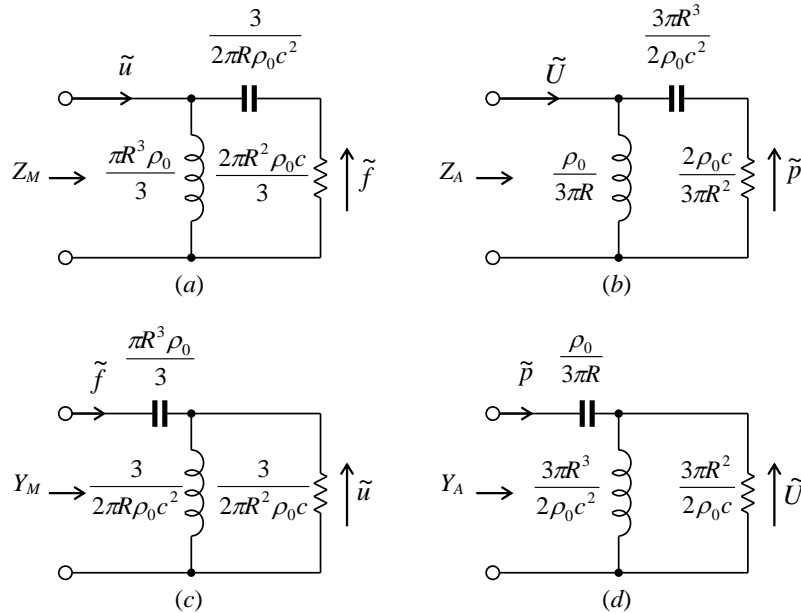 ũ
3
2πRρ₀c²
Z_M
πR³ρ₀
3
2πR²ρ₀c
3
f̃
(a)
Ũ
3πR³
2ρ₀c²
Z_A
ρ₀
3πR
2ρ₀c
3πR²
p̃
(b)
f̃
πR³ρ₀
3
Y_M
3
2πRρ₀c²
3
2πR²ρ₀c
ũ
(c)
p̃
ρ₀
3πR
Y_A
3πR³
2ρ₀c²
3πR²
2ρ₀c
Ũ
(d)